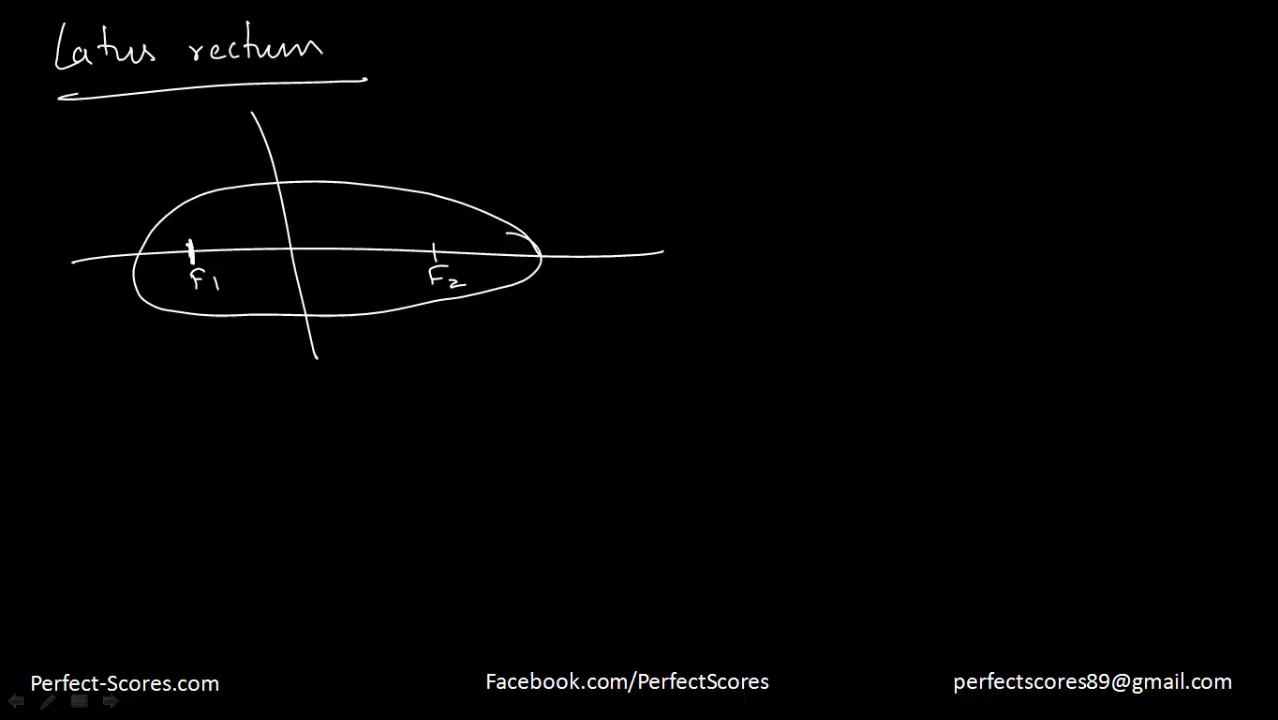 Latus rectum
F1
F2
Perfect-Scores.com
Facebook.com/PerfectScores
perfectscores89@gmail.com